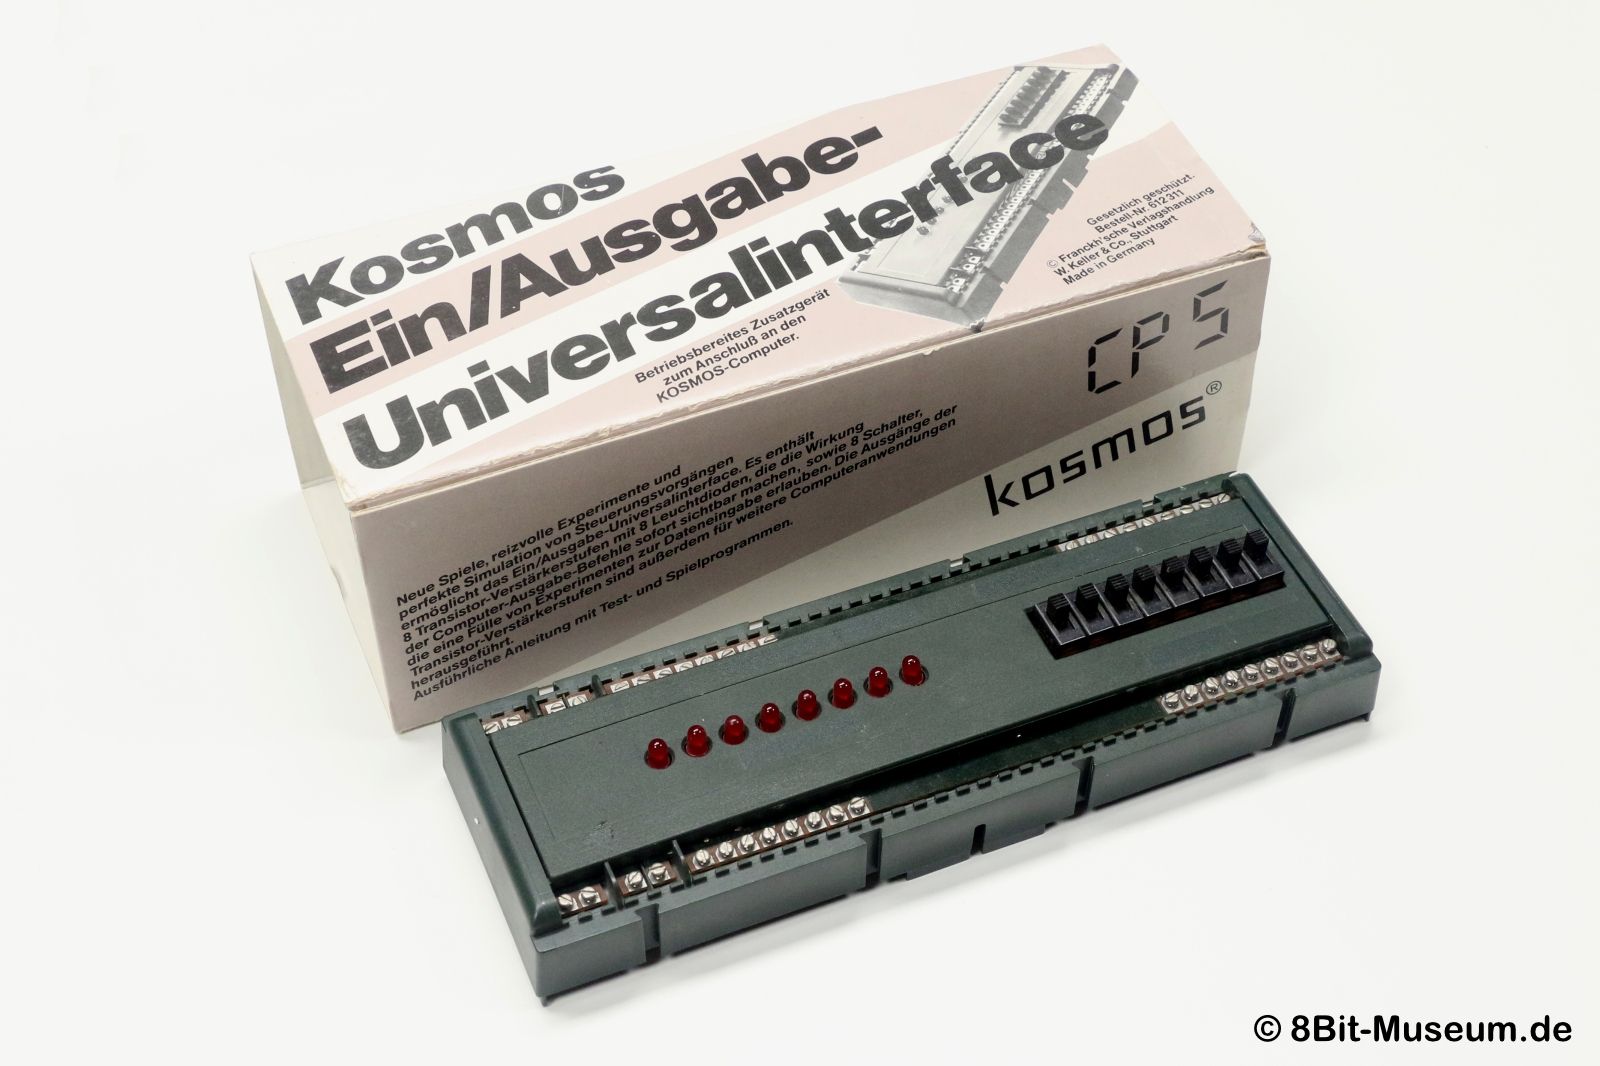 Kosmos
Ein/Ausgabe-
Universalinterface
Betriebsbereites Zusatzgerät
zum Anschluß an den
KOSMOS-Computer.
Gesetzlich geschützt.
Bestell-Nr. 612311
© Franckh'sche Verlagshandlung
W. Keller & Co., Stuttgart
Made in Germany
CP 5
kosmos®
Neue Spiele, reizvolle Experimente und
perfekte Simulation von Steuerungsvorgängen
ermöglicht das Ein/Ausgabe-Universalinterface. Es enthält
8 Transistor-Verstärkerstufen mit 8 Leuchtdioden, die die Wirkung
der Computer-Ausgabe-Befehle sofort sichtbar machen, sowie 8 Schalter,
die eine Fülle von Experimenten zur Dateneingabe erlauben. Die Ausgänge der
Transistor-Verstärkerstufen sind außerdem für weitere Computeranwendungen
herausgeführt.
Ausführliche Anleitung mit Test- und Spielprogrammen.
© 8Bit-Museum.de